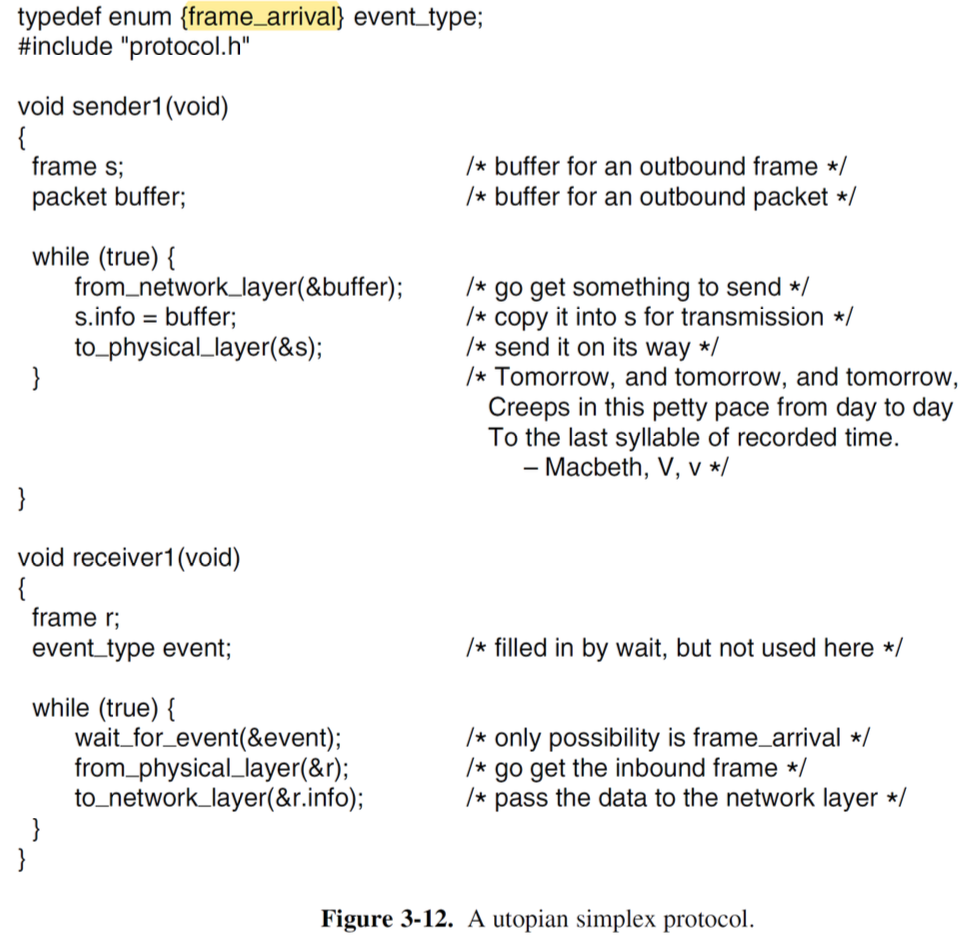 typedef enum {frame_arrival} event_type;
#include "protocol.h"
void sender1(void)
{
frame s; /* buffer for an outbound frame */
packet buffer; /* buffer for an outbound packet */
while (true) {
from_network_layer(&buffer); /* go get something to send */
s.info = buffer; /* copy it into s for transmission */
to_physical_layer(&s); /* send it on its way */
} /* Tomorrow, and tomorrow, and tomorrow,
Creeps in this petty pace from day to day
To the last syllable of recorded time.
– Macbeth, V, v */
}
void receiver1(void)
{
frame r;
event_type event; /* filled in by wait, but not used here */
while (true) {
wait_for_event(&event); /* only possibility is frame_arrival */
from_physical_layer(&r); /* go get the inbound frame */
to_network_layer(&r.info); /* pass the data to the network layer */
}
}
Figure 3-12. A utopian simplex protocol.